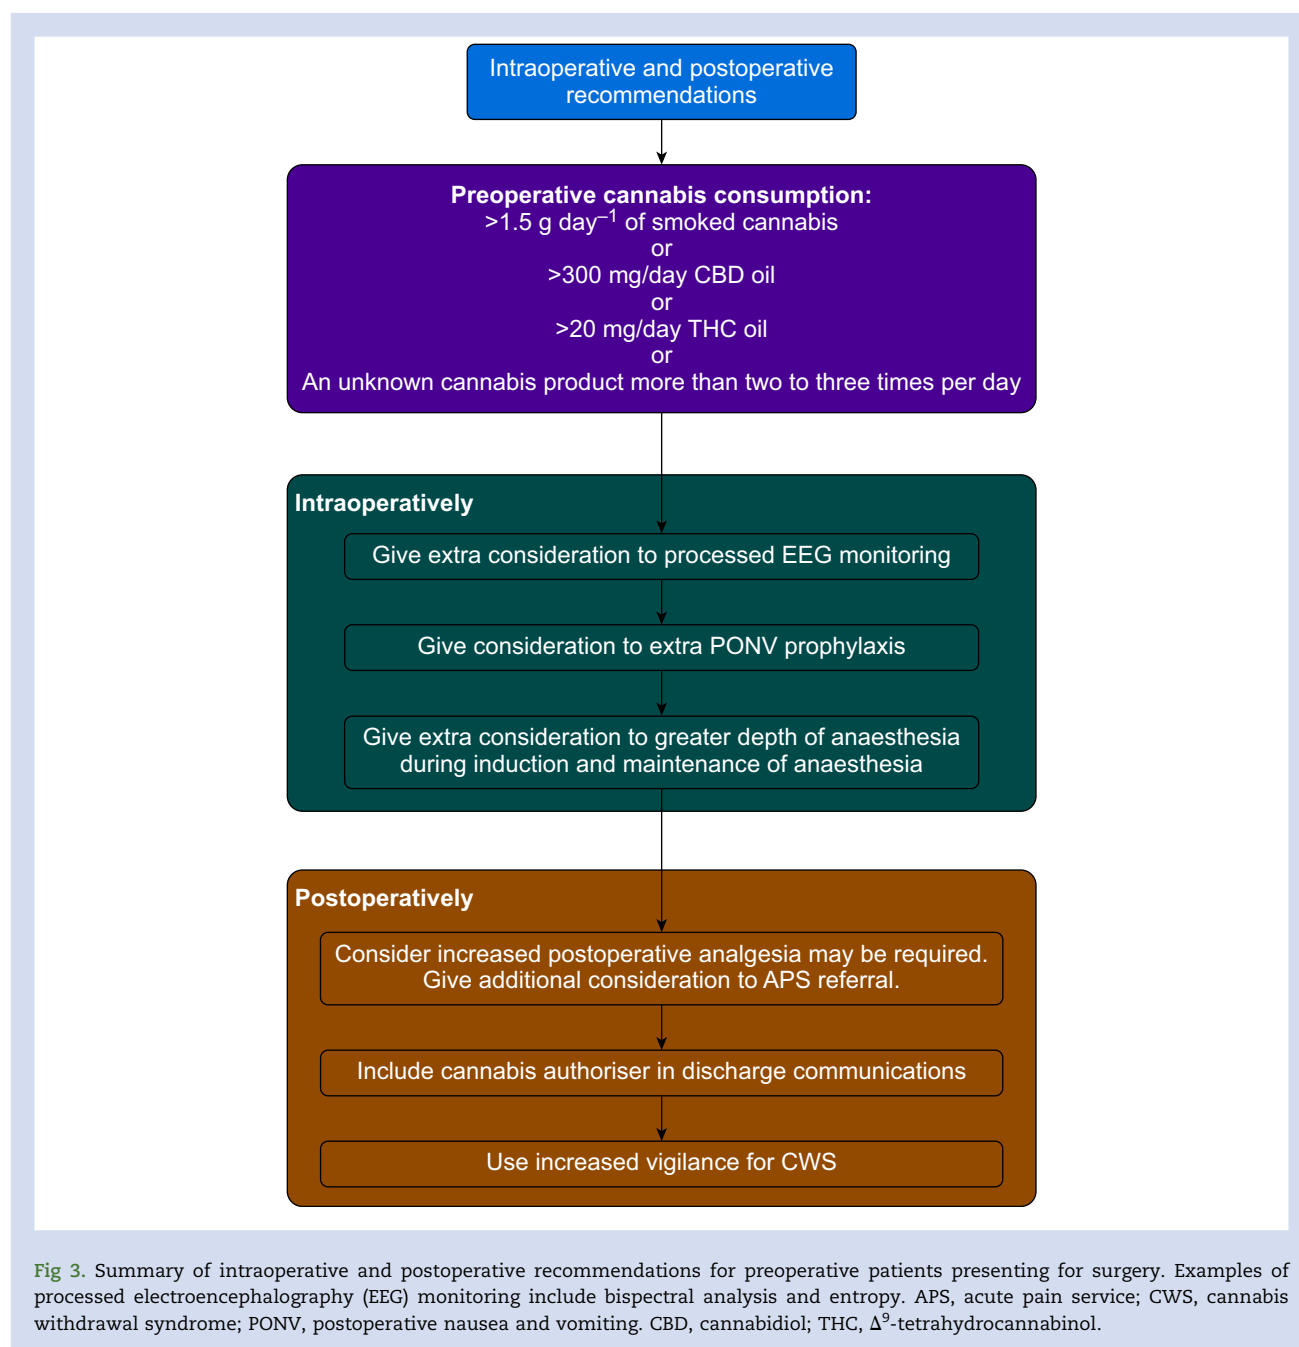 Intraoperative and postoperative
recommendations
Preoperative cannabis consumption:
>1.5 g day⁻¹ of smoked cannabis
or
>300 mg/day CBD oil
or
>20 mg/day THC oil
or
An unknown cannabis product more than two to three times per day
Intraoperatively
Give extra consideration to processed EEG monitoring
Give consideration to extra PONV prophylaxis
Give extra consideration to greater depth of anaesthesia
during induction and maintenance of anaesthesia
Postoperatively
Consider increased postoperative analgesia may be required.
Give additional consideration to APS referral.
Include cannabis authoriser in discharge communications
Use increased vigilance for CWS
Fig 3. Summary of intraoperative and postoperative recommendations for preoperative patients presenting for surgery. Examples of
processed electroencephalography (EEG) monitoring include bispectral analysis and entropy. APS, acute pain service; CWS, cannabis
withdrawal syndrome; PONV, postoperative nausea and vomiting. CBD, cannabidiol; THC, Δ⁹-tetrahydrocannabinol.